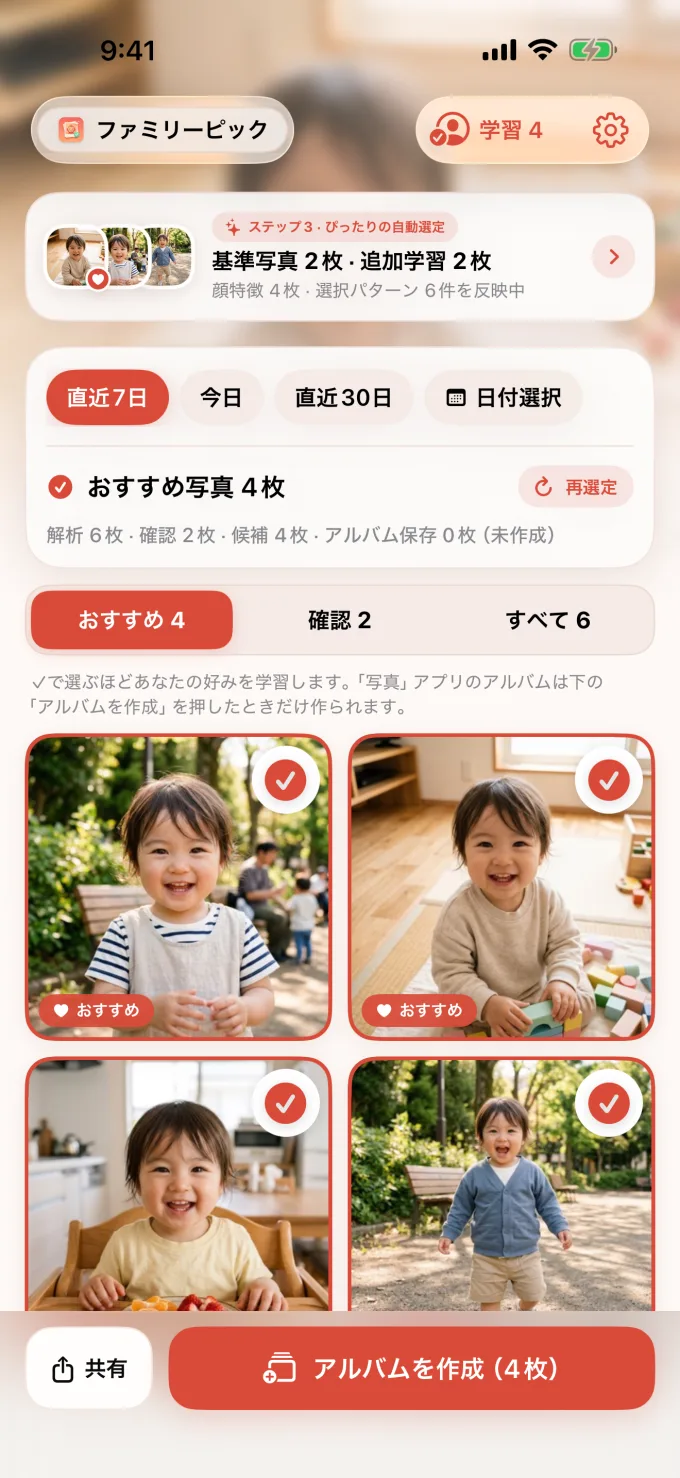 9:41
ファミリーピック
学習 4
ステップ3・ぴったりの自動選定
基準写真 2枚・追加学習 2枚
顔特徴 4枚・選択パターン 6件を反映中
直近7日
今日
直近30日
日付選択
おすすめ写真 4枚
再選定
解析 6枚・確認 2枚・候補 4枚・アルバム保存 0枚（未作成）
おすすめ 4
確認 2
すべて 6
✓で選ぶほどあなたの好みを学習します。「写真」アプリのアルバムは下の
「アルバムを作成」を押したときだけ作られます。
おすすめ
おすすめ
共有
アルバムを作成（4枚）